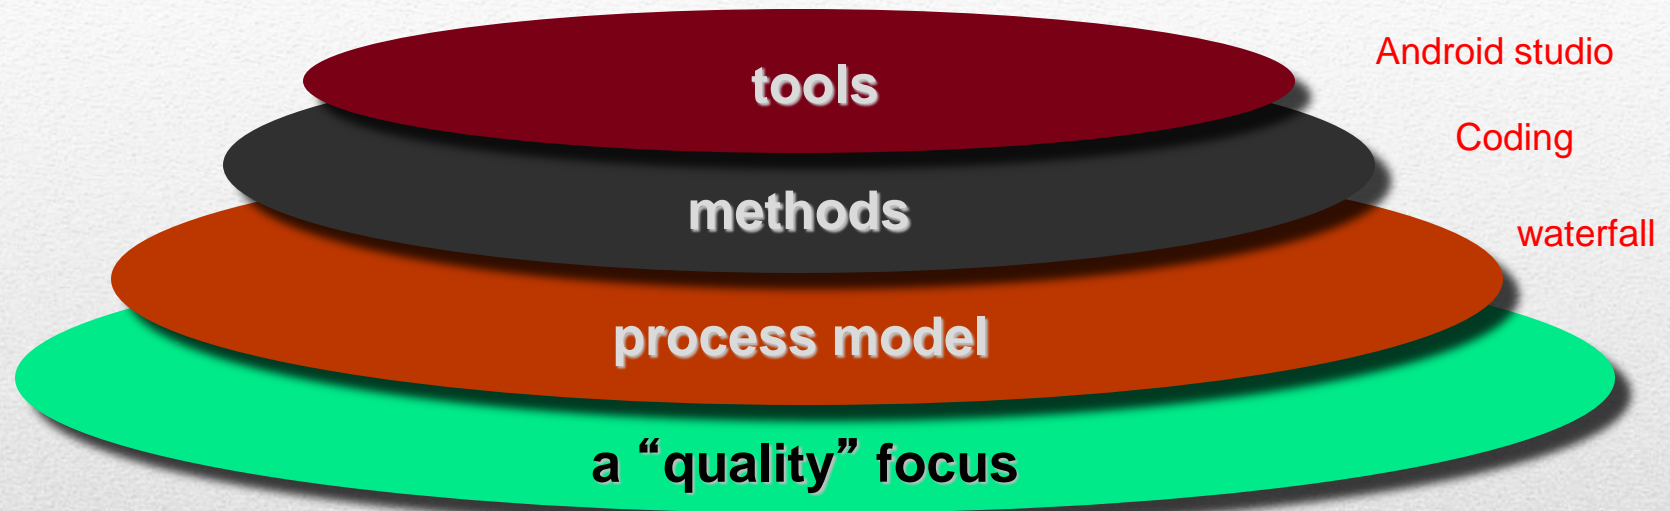 tools
Android studio
Coding
methods
waterfall
process model
a “quality” focus